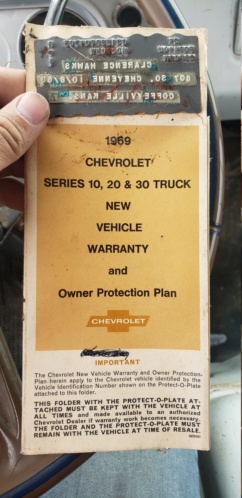 CLARENCE HAWKS
407 SO. CHEYENNE 10/8/69
COFFEYVILLE KANS
1969
CHEVROLET
SERIES 10, 20 & 30 TRUCK
NEW
VEHICLE
WARRANTY
and
Owner Protection Plan
CHEVROLET
IMPORTANT
The Chevrolet New Vehicle Warranty and Owner Protection
Plan herein apply to the Chevrolet vehicle identified by the
Vehicle Identification Number shown on the Protect-O-Plate
attached to this folder.
THIS FOLDER WITH THE PROTECT-O-PLATE AT-
TACHED MUST BE KEPT WITH THE VEHICLE AT
ALL TIMES and made available to an authorized
Chevrolet Dealer if warranty work becomes necessary.
THE FOLDER AND THE PROTECT-O-PLATE MUST
REMAIN WITH THE VEHICLE AT TIME OF RESALE.